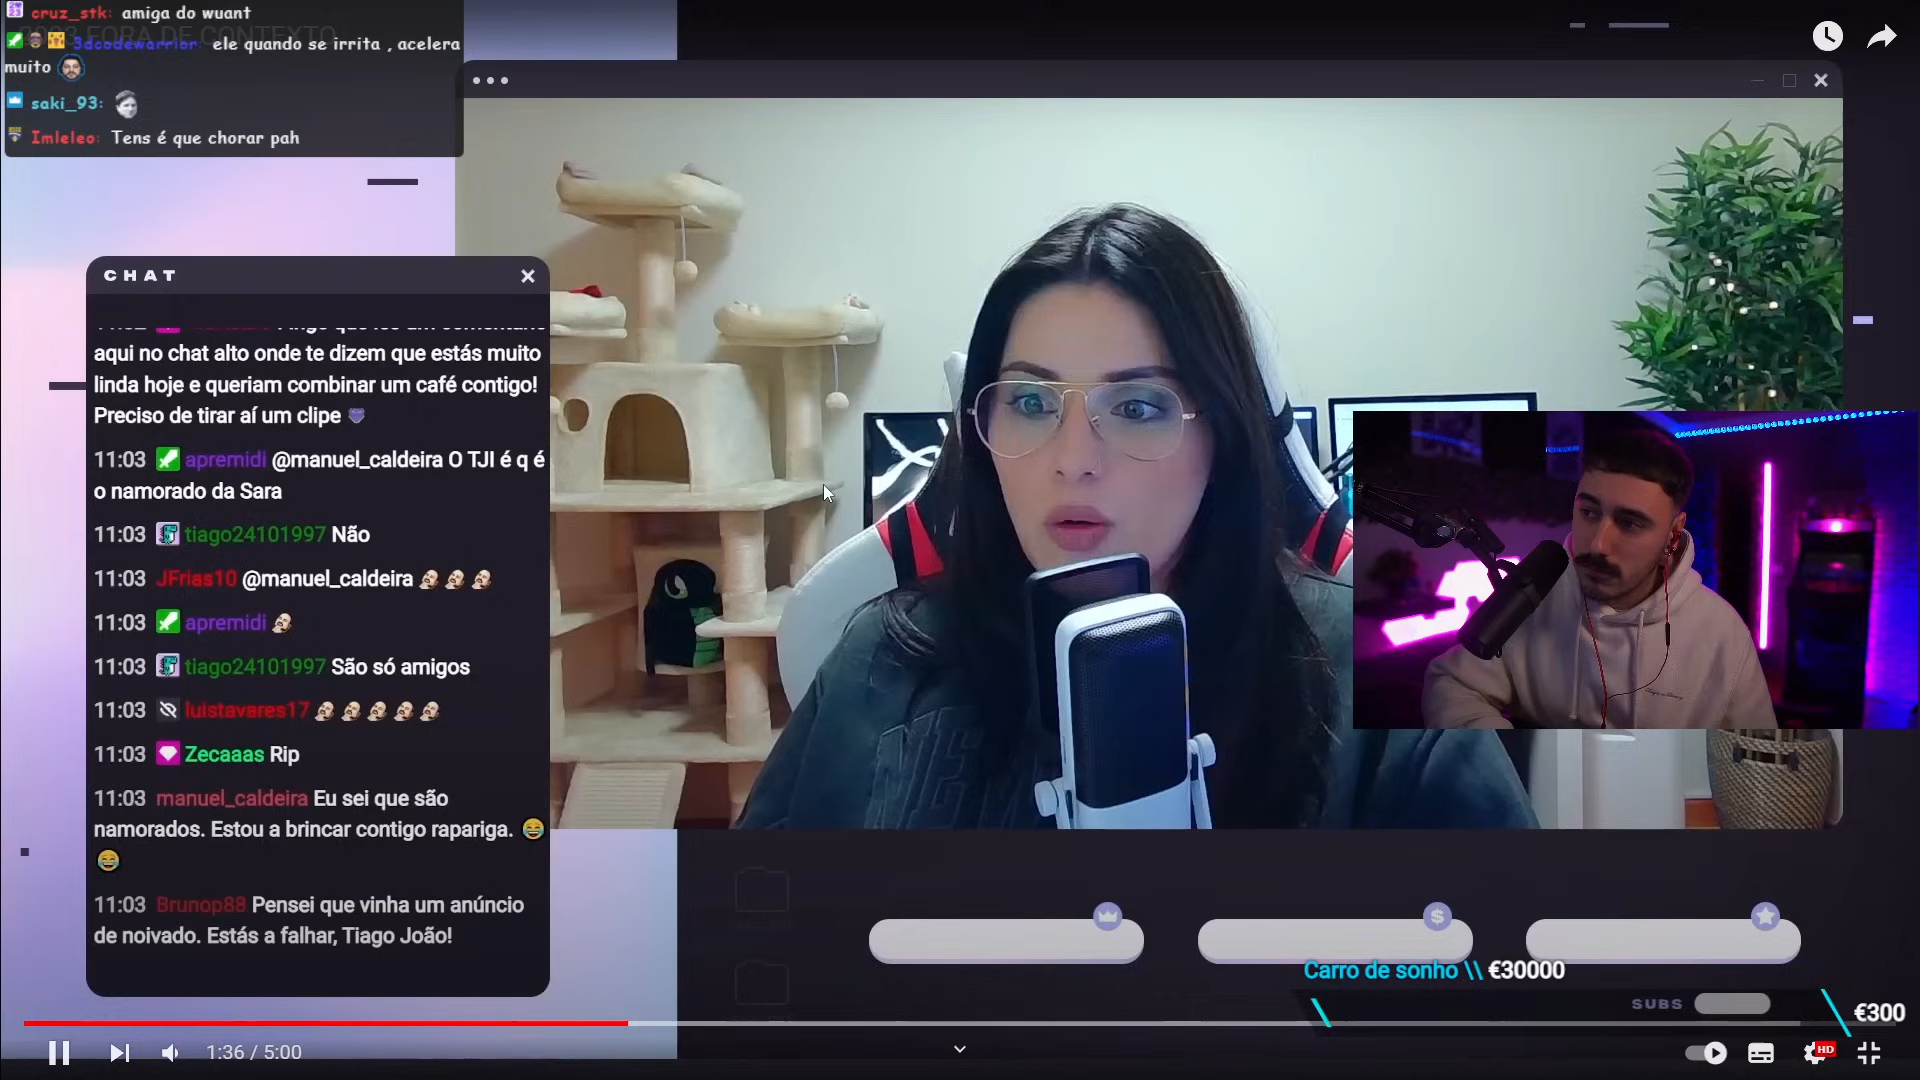 cruz_stk: amiga do wuant
2023 FORA DE CONTEXTO
3dcodewarrior: ele quando se irrita , acelera
muito
saki_93:
Imleleo: Tens é que chorar pah
CHAT
aqui no chat alto onde te dizem que estás muito
linda hoje e queriam combinar um café contigo!
Preciso de tirar aí um clipe
11:03 apremidi @manuel_caldeira O TJI é q é
o namorado da Sara
11:03 tiago24101997 Não
11:03 JFrias10 @manuel_caldeira
11:03 apremidi
11:03 tiago24101997 São só amigos
11:03 luistavares17
11:03 Zecaaas Rip
11:03 manuel_caldeira Eu sei que são
namorados. Estou a brincar contigo rapariga. 😂
😂
11:03 Brunop88 Pensei que vinha um anúncio
de noivado. Estás a falhar, Tiago João!
Carro de sonho \\ €30000
SUBS
€300
1:36 / 5:00
HD